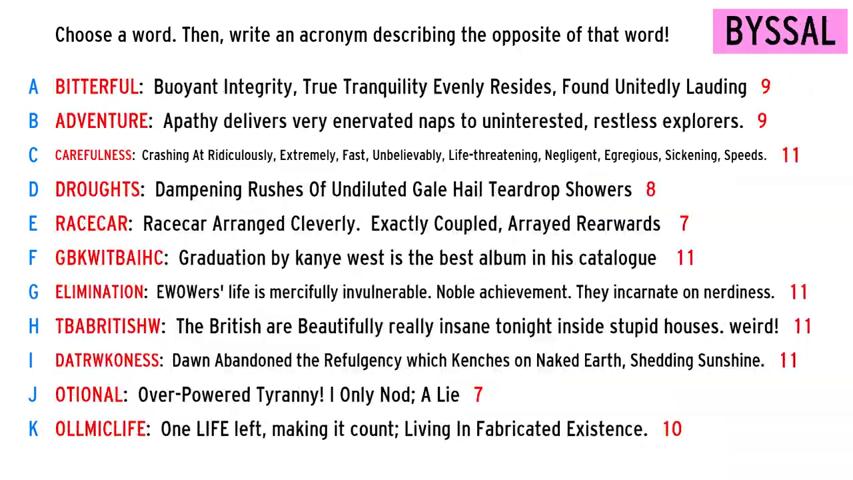 Choose a word. Then, write an acronym describing the opposite of that word!
BYSSAL
A BITTERFUL: Buoyant Integrity, True Tranquility Evenly Resides, Found Unitedly Lauding 9
B ADVENTURE: Apathy delivers very enervated naps to uninterested, restless explorers. 9
C CAREFULNESS: Crashing At Ridiculously, Extremely, Fast, Unbelievably, Life-threatening, Negligent, Egregious, Sickening, Speeds. 11
D DROUGHTS: Dampening Rushes Of Undiluted Gale Hail Teardrop Showers 8
E RACECAR: Racecar Arranged Cleverly. Exactly Coupled, Arrayed Rearwards 7
F GBKWITBAIHC: Graduation by kanye west is the best album in his catalogue 11
G ELIMINATION: EWOWers' life is mercifully invulnerable. Noble achievement. They incarnate on nerdiness. 11
H TBABRITISHW: The British are Beautifully really insane tonight inside stupid houses. weird! 11
I DATRWKONESS: Dawn Abandoned the Refulgency which Kenches on Naked Earth, Shedding Sunshine. 11
J OTIONAL: Over-Powered Tyranny! I Only Nod; A Lie 7
K OLLMICLIFE: One LIFE left, making it count; Living In Fabricated Existence. 10